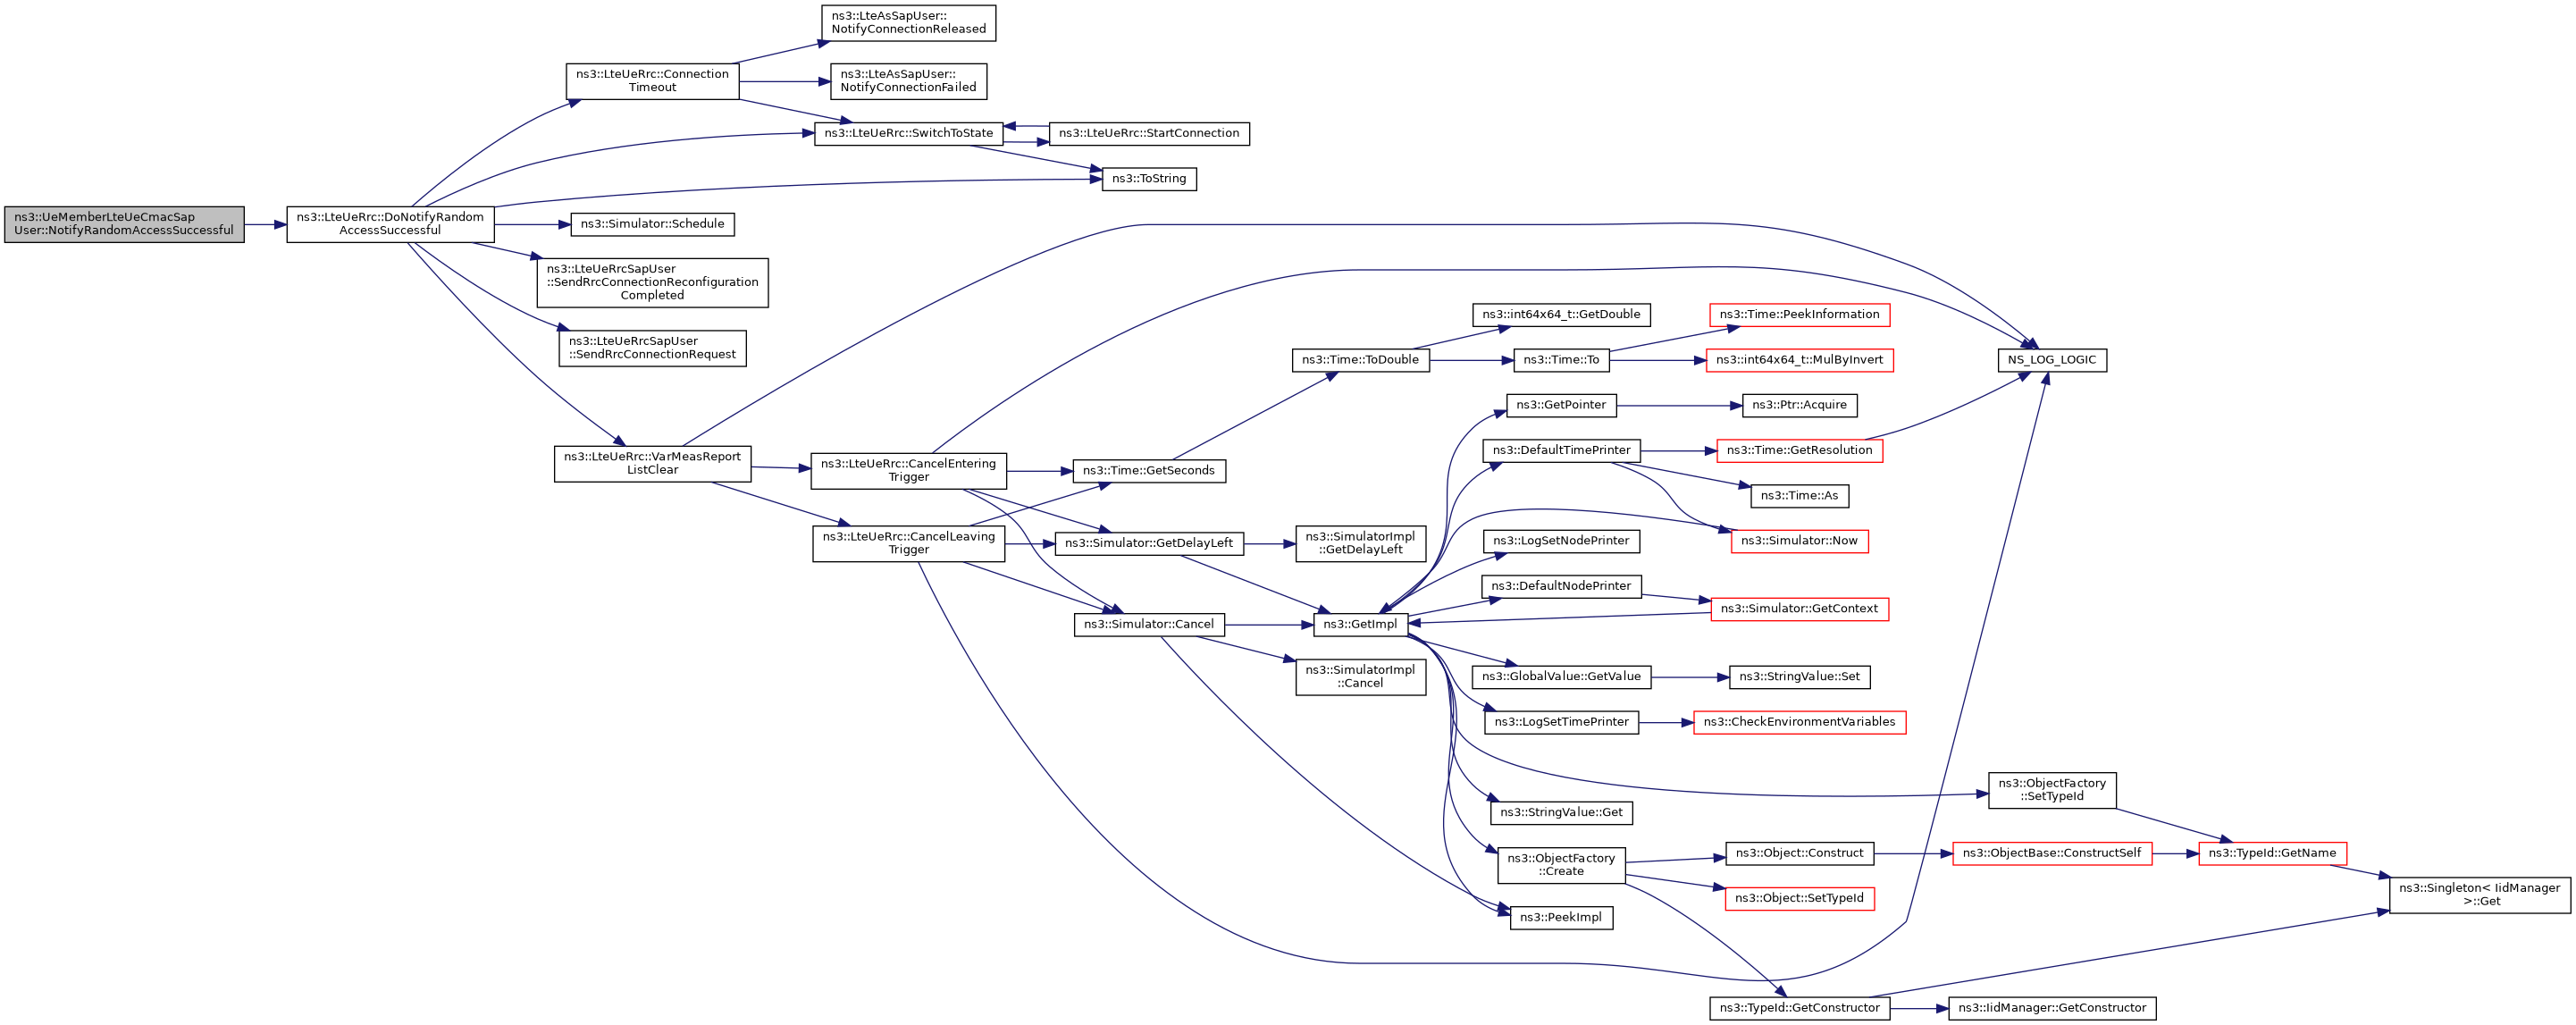 ns3::UeMemberLteUeCmacSap
User::NotifyRandomAccessSuccessful
ns3::LteUeRrc::DoNotifyRandom
AccessSuccessful
ns3::LteUeRrc::Connection
Timeout
ns3::LteAsSapUser::
NotifyConnectionReleased
ns3::LteAsSapUser::
NotifyConnectionFailed
ns3::LteUeRrc::SwitchToState
ns3::LteUeRrc::StartConnection
ns3::ToString
ns3::Simulator::Schedule
ns3::LteUeRrcSapUser
::SendRrcConnectionReconfiguration
Completed
ns3::LteUeRrcSapUser
::SendRrcConnectionRequest
ns3::LteUeRrc::VarMeasReport
ListClear
ns3::LteUeRrc::CancelEntering
Trigger
ns3::LteUeRrc::CancelLeaving
Trigger
ns3::Time::GetSeconds
ns3::Simulator::GetDelayLeft
ns3::Simulator::Cancel
ns3::Time::ToDouble
ns3::int64x64_t::GetDouble
ns3::Time::To
ns3::Time::PeekInformation
ns3::int64x64_t::MulByInvert
NS_LOG_LOGIC
ns3::SimulatorImpl
::GetDelayLeft
ns3::GetImpl
ns3::SimulatorImpl
::Cancel
ns3::GetPointer
ns3::Ptr::Acquire
ns3::DefaultTimePrinter
ns3::Time::GetResolution
ns3::Time::As
ns3::Simulator::Now
ns3::LogSetNodePrinter
ns3::DefaultNodePrinter
ns3::Simulator::GetContext
ns3::GlobalValue::GetValue
ns3::StringValue::Set
ns3::LogSetTimePrinter
ns3::CheckEnvironmentVariables
ns3::ObjectFactory
::SetTypeId
ns3::StringValue::Get
ns3::ObjectFactory
::Create
ns3::Object::Construct
ns3::ObjectBase::ConstructSelf
ns3::TypeId::GetName
ns3::Object::SetTypeId
ns3::Singleton< IidManager
>::Get
ns3::PeekImpl
ns3::TypeId::GetConstructor
ns3::IidManager::GetConstructor